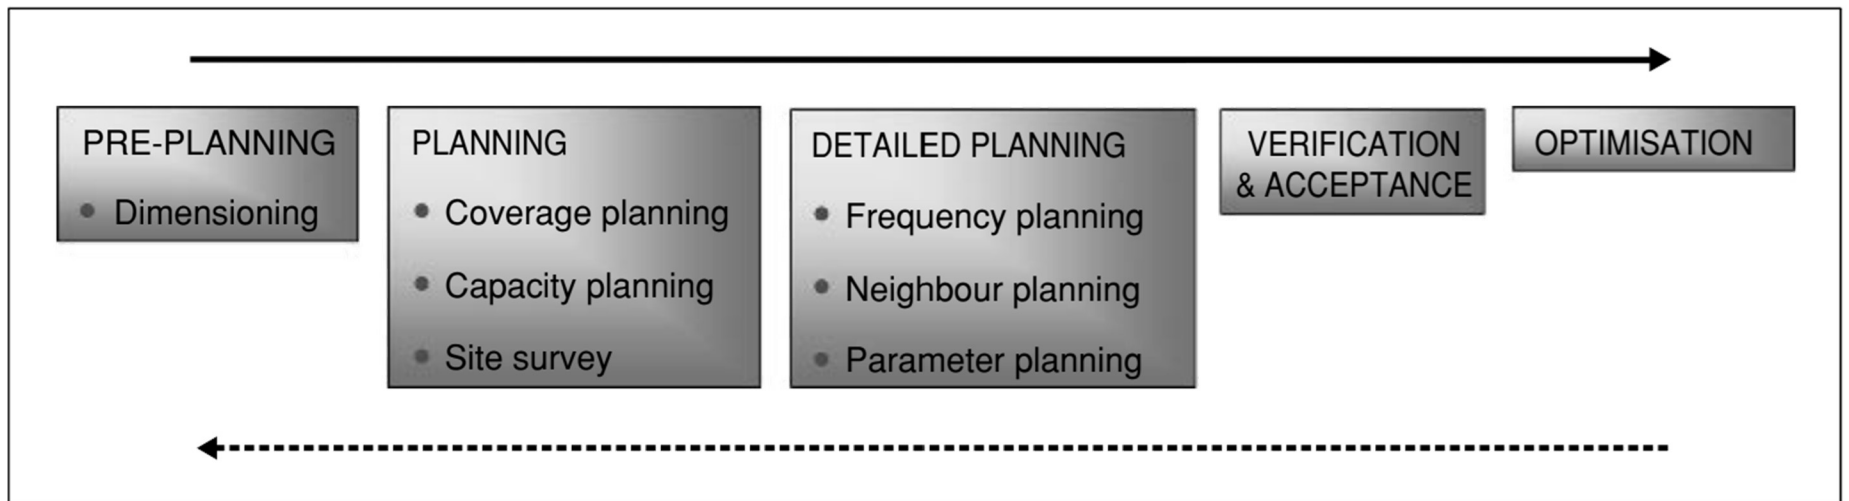 PRE-PLANNING
Dimensioning
PLANNING
Coverage planning
Capacity planning
Site survey
DETAILED PLANNING
Frequency planning
Neighbour planning
Parameter planning
VERIFICATION
& ACCEPTANCE
OPTIMISATION